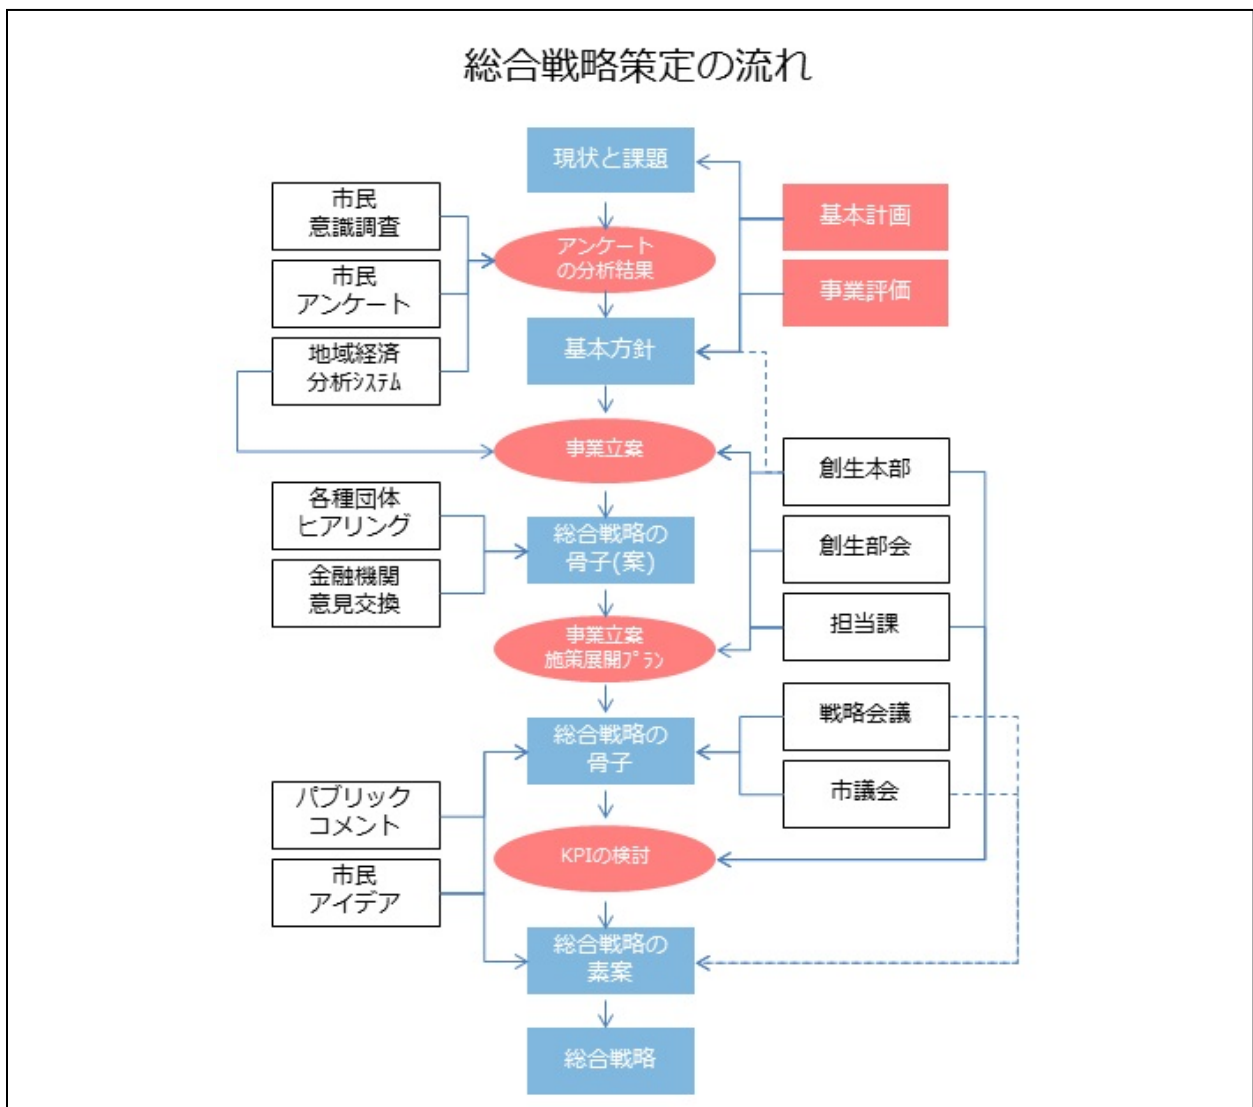 総合戦略策定の流れ
現状と課題
市民
意識調査
基本計画
アンケート
の分析結果
市民
アンケート
事業評価
基本方針
地域経済
分析ｼｽﾃﾑ
事業立案
創生本部
各種団体
ヒアリング
総合戦略の
骨子(案)
創生部会
金融機関
意見交換
担当課
事業立案
施策展開ﾌﾟﾗﾝ
戦略会議
総合戦略の
骨子
市議会
パブリック
コメント
KPIの検討
市民
アイデア
総合戦略の
素案
総合戦略